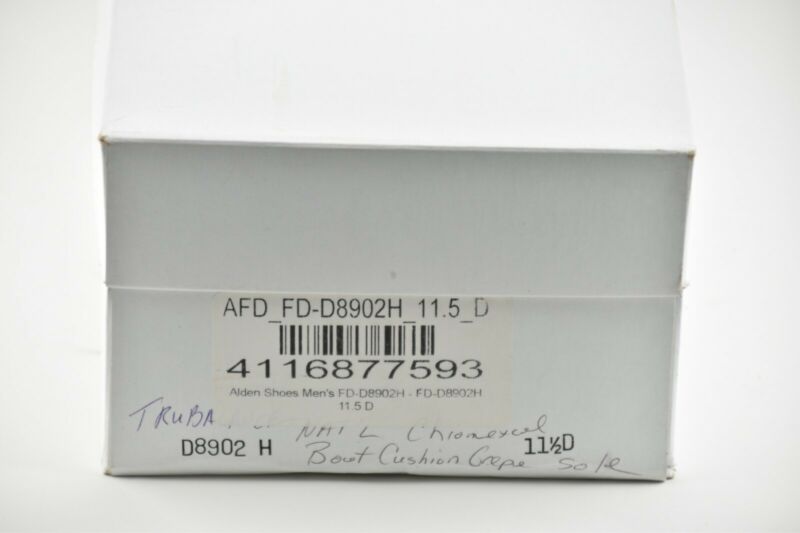 AFD_FD-D8902H_11.5_D
4116877593
Alden Shoes Men's FD-D8902H - FD-D8902H
11.5 D
TRUBA
Chromexcel
D8902 H 11½D
Boot Cushion Crepe Sole